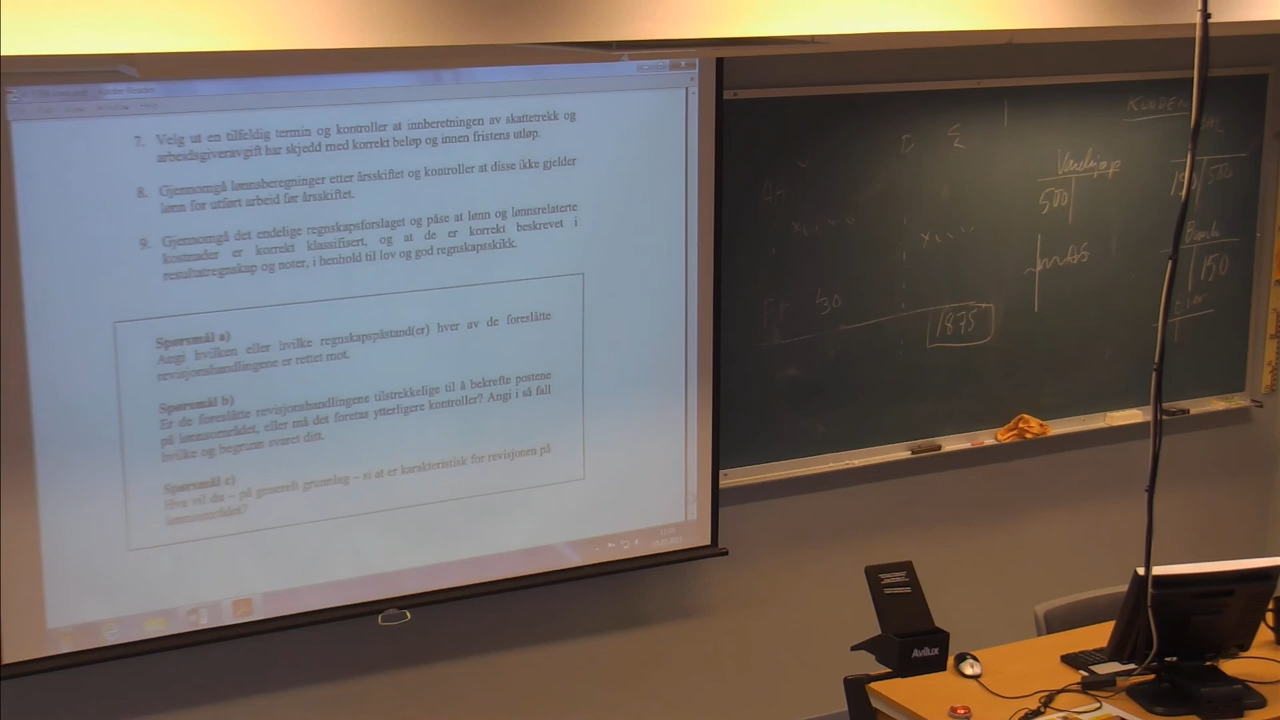 Adobe Reader
7. Velg ut en tilfeldig termin og kontroller at innberetningen av skattetrekk og
arbeidsgiveravgift har skjedd med korrekt beløp og innen fristens utløp.
8. Gjennomgå lønnsberegninger etter årsskiftet og kontroller at disse ikke gjelder
lønn for utført arbeid før årsskiftet.
9. Gjennomgå det endelige regnskapsforslaget og påse at lønn og lønnsrelaterte
kostnader er korrekt klassifisert, og at de er korrekt beskrevet i
resultatregnskap og noter, i henhold til lov og god regnskapsskikk.
Spørsmål a)
Angi hvilken eller hvilke regnskapspåstand(er) hver av de foreslåtte
revisjonshandlingene er rettet mot.
Spørsmål b)
Er de foreslåtte revisjonshandlingene tilstrekkelige til å bekrefte postene
på lønnsområdet, eller må det foretas ytterligere kontroller? Angi i så fall
hvilke og begrunn svaret ditt.
Spørsmål c)
Hva vil du – på generelt grunnlag – si at er karakteristisk for revisjonen på
lønnsområdet?
KUNDEN
Varekjøp
500
150 500
Bank
150
30
1875
Avilux